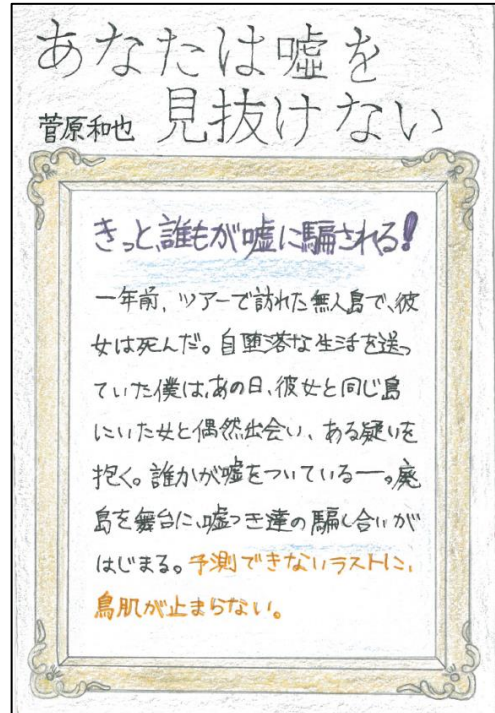 あなたは嘘を
見抜けない
菅原和也
きっと、誰もが嘘に騙される!
一年前、ツアーで訪れた無人島で、彼
女は死んだ。自堕落な生活を送っ
ていた僕は、あの日、彼女と同じ島
にいた女と偶然出会い、ある疑いを
抱く。誰かが嘘をついている―。廃
島を舞台に、嘘つき達の騙し合いが
はじまる。予測できないラストに、
鳥肌が止まらない。